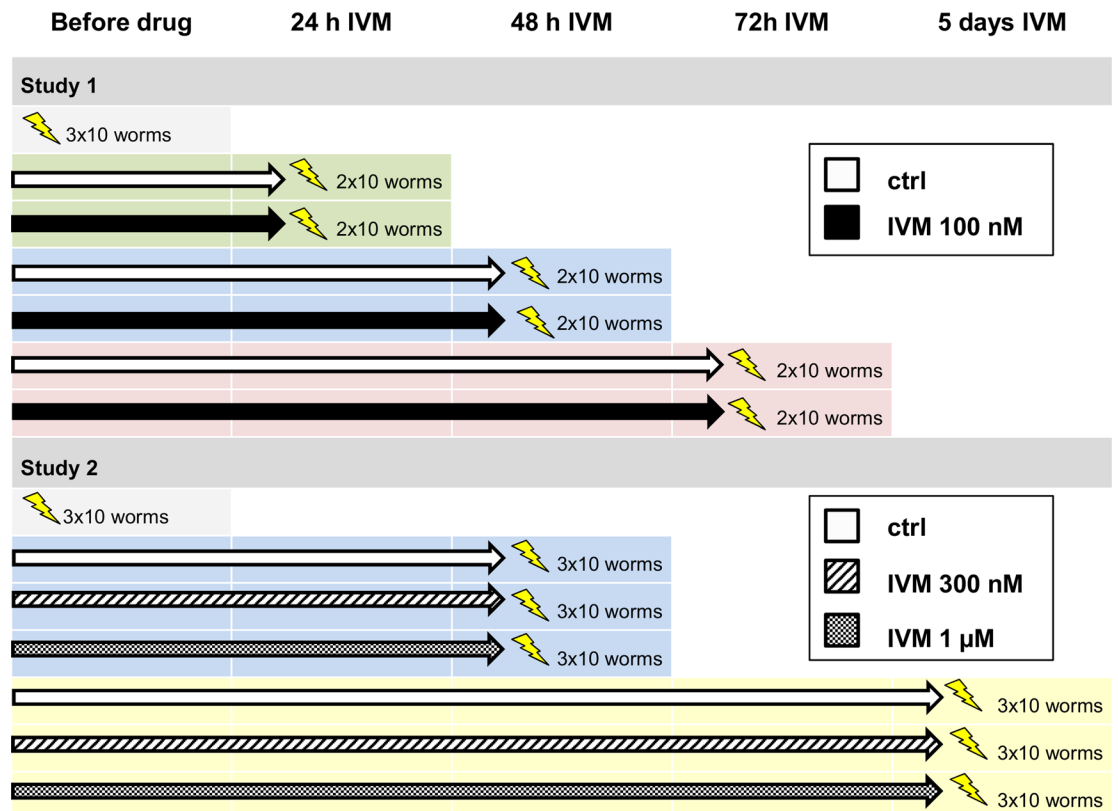 Before drug 24 h IVM 48 h IVM 72h IVM 5 days IVM
Study 1
3x10 worms
2x10 worms
2x10 worms
2x10 worms
2x10 worms
2x10 worms
2x10 worms
ctrl
IVM 100 nM
Study 2
3x10 worms
3x10 worms
3x10 worms
3x10 worms
3x10 worms
3x10 worms
3x10 worms
ctrl
IVM 300 nM
IVM 1 µM